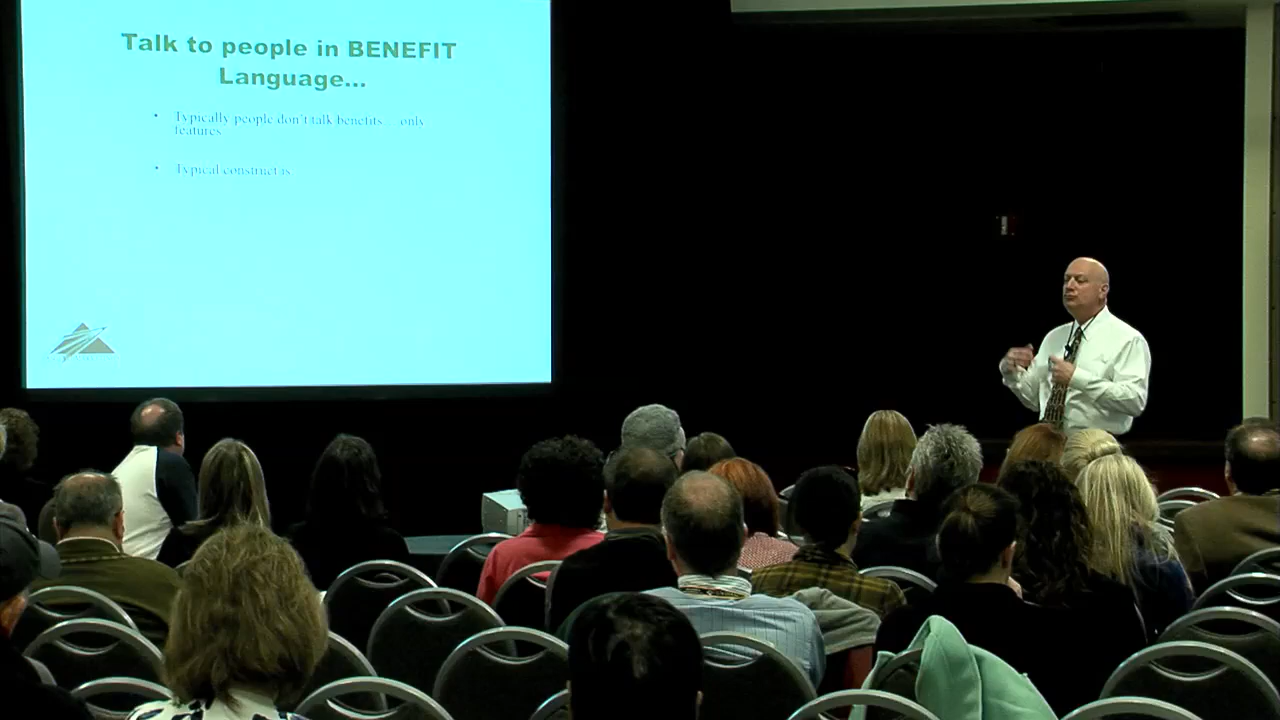 Talk to people in BENEFIT
Language...
• Typically people don't talk benefits... only
features
• Typical construct is